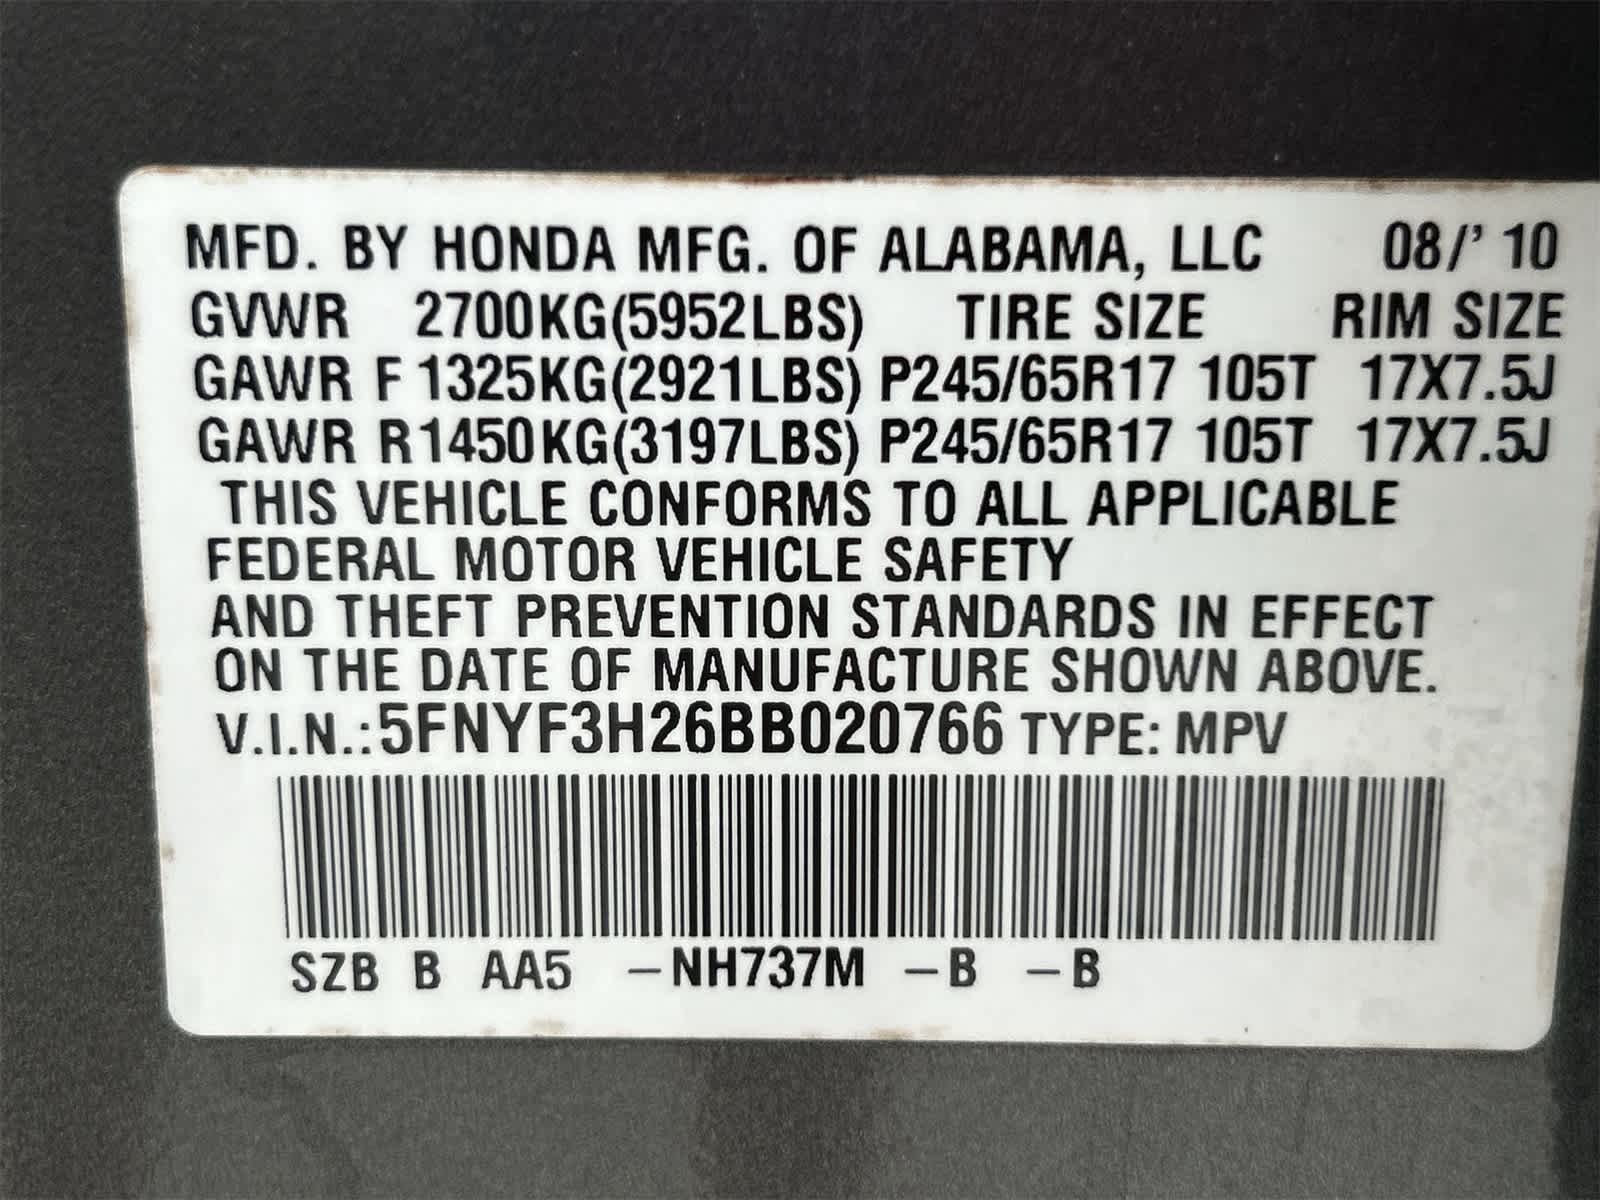 MFD. BY HONDA MFG. OF ALABAMA, LLC 08/' 10
GVWR 2700KG(5952LBS) TIRE SIZE RIM SIZE
GAWR F 1325KG(2921LBS) P245/65R17 105T 17X7.5J
GAWR R1450KG(3197LBS) P245/65R17 105T 17X7.5J
THIS VEHICLE CONFORMS TO ALL APPLICABLE
FEDERAL MOTOR VEHICLE SAFETY
AND THEFT PREVENTION STANDARDS IN EFFECT
ON THE DATE OF MANUFACTURE SHOWN ABOVE.
V.I.N.:5FNYF3H26BB020766 TYPE: MPV
SZB B AA5 –NH737M –B –B